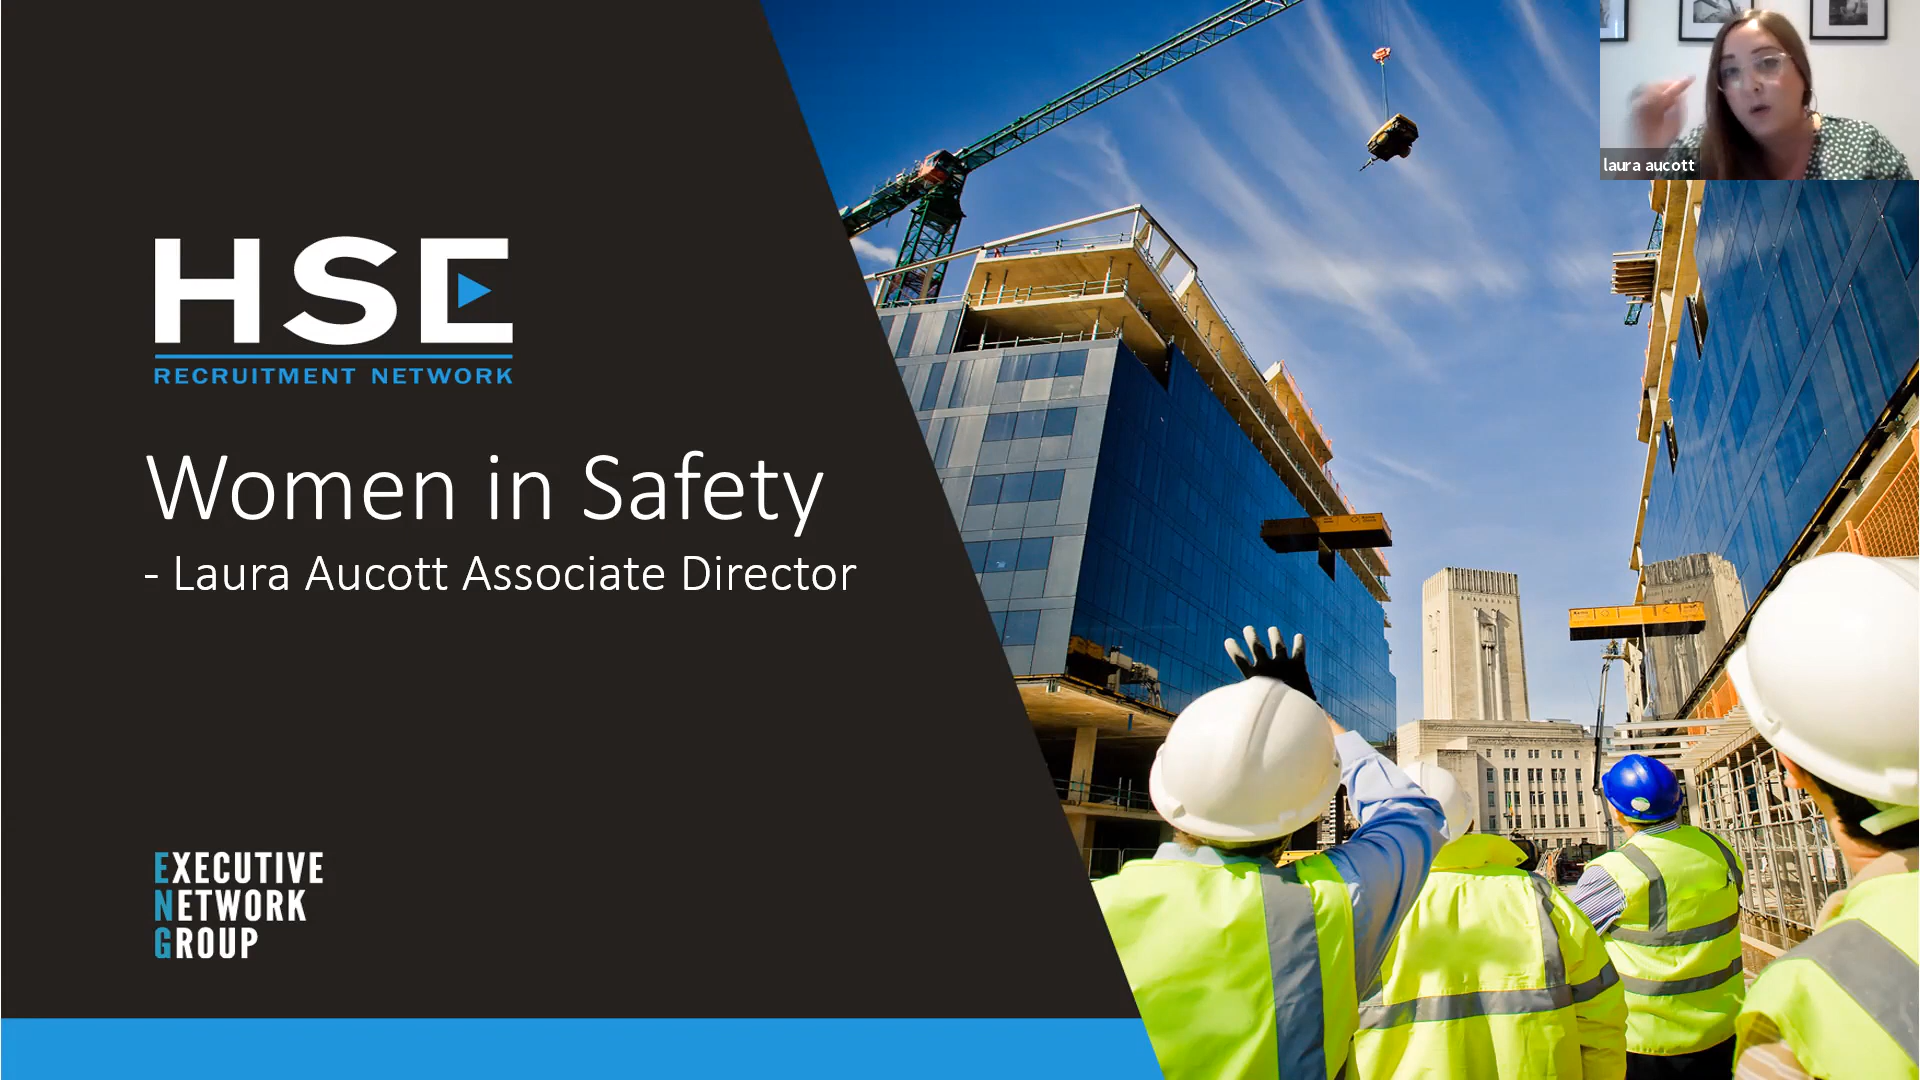 laura aucott
HSE
RECRUITMENT NETWORK
Women in Safety
- Laura Aucott Associate Director
EXECUTIVE
NETWORK
GROUP